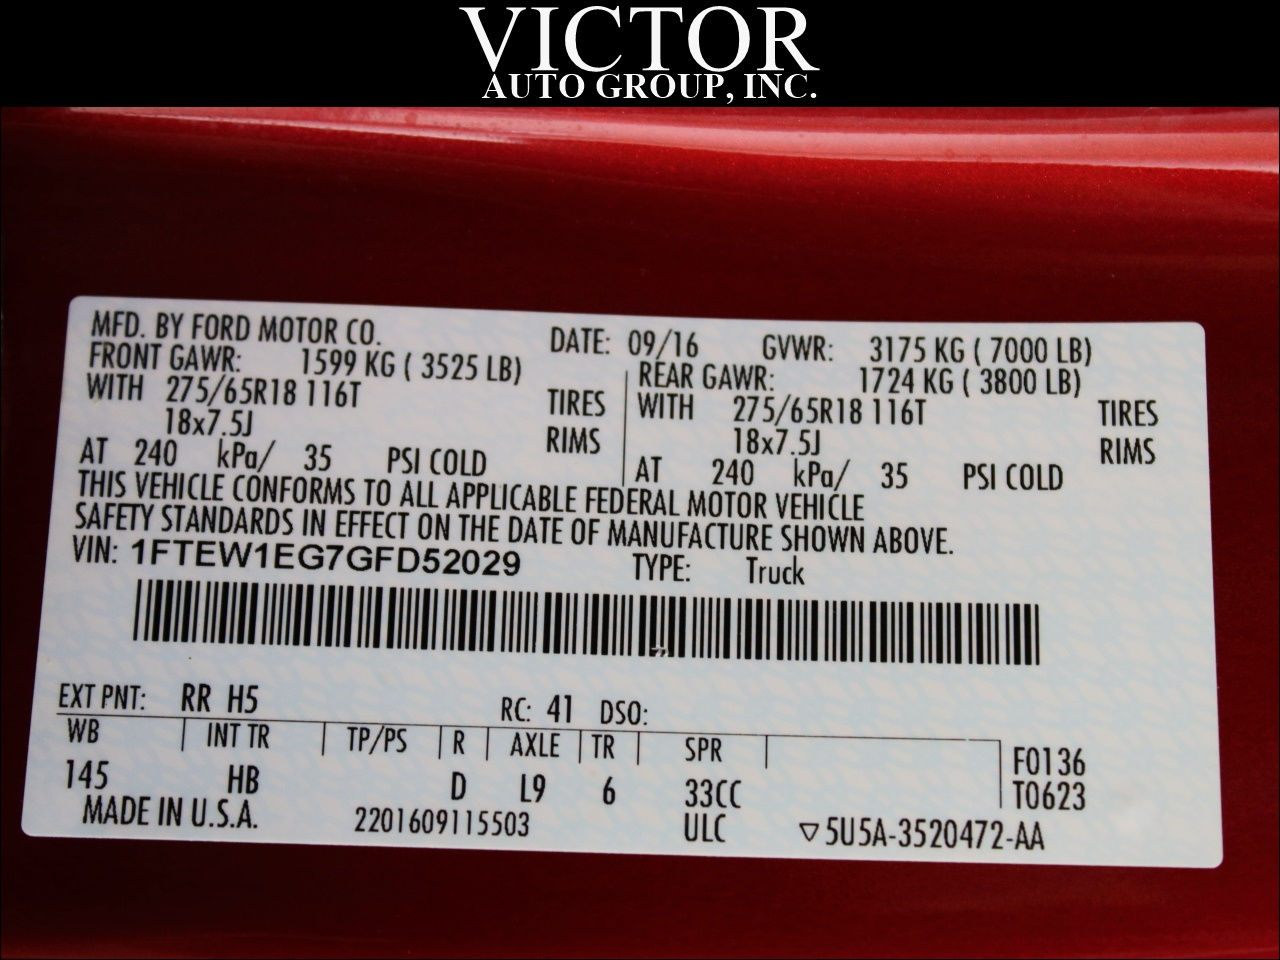 VICTOR
AUTO GROUP, INC.
MFD. BY FORD MOTOR CO. DATE: 09/16 GVWR: 3175 KG ( 7000 LB)
FRONT GAWR: 1599 KG ( 3525 LB) REAR GAWR: 1724 KG ( 3800 LB)
WITH 275/65R18 116T TIRES WITH 275/65R18 116T TIRES
18x7.5J RIMS 18x7.5J RIMS
AT 240 kPa/ 35 PSI COLD AT 240 kPa/ 35 PSI COLD
THIS VEHICLE CONFORMS TO ALL APPLICABLE FEDERAL MOTOR VEHICLE
SAFETY STANDARDS IN EFFECT ON THE DATE OF MANUFACTURE SHOWN ABOVE.
VIN: 1FTEW1EG7GFD52029 TYPE: Truck
EXT PNT: RR H5 RC: 41 DSO:
WB INT TR TP/PS R AXLE TR SPR F0136
145 HB D L9 6 33CC T0623
MADE IN U.S.A. 2201609115503 ULC ▽5U5A-3520472-AA